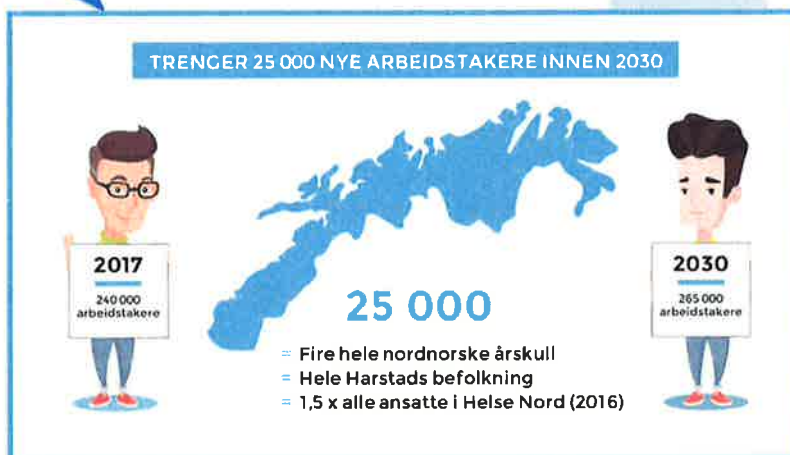 TRENGER 25 000 NYE ARBEIDSTAKERE INNEN 2030
2017
240 000
arbeidstakere
2030
265 000
arbeidstakere
25 000
= Fire hele nordnorske årskull
= Hele Harstads befolkning
= 1,5 x alle ansatte i Helse Nord (2016)